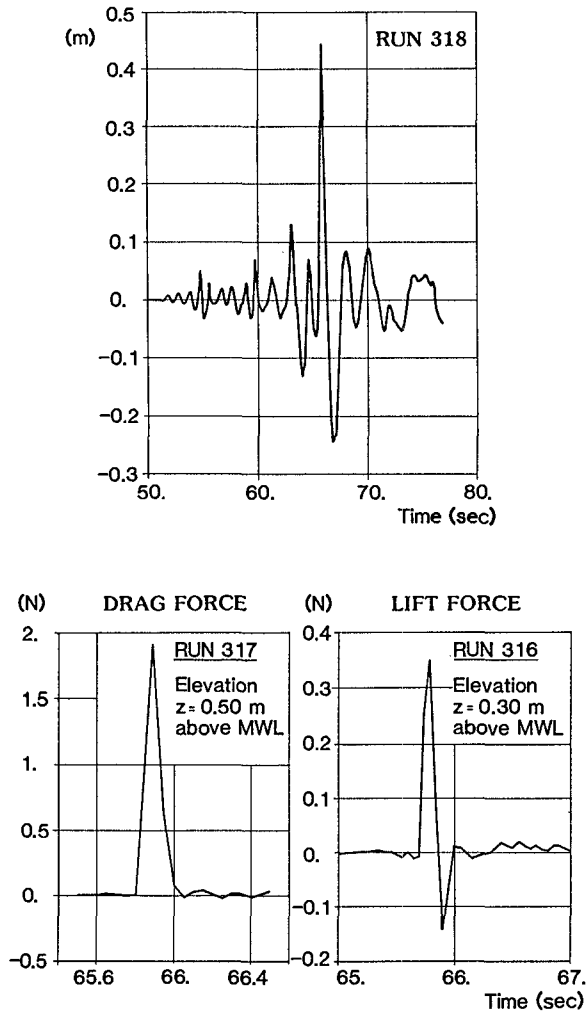 (m)
RUN 318
0.5
0.4
0.3
0.2
0.1
0.
-0.1
-0.2
-0.3
50.
60.
70.
80.
Time (sec)
(N)
DRAG FORCE
2.
1.5
1.
0.5
0.
-0.5
RUN 317
Elevation
z= 0.50 m
above MWL
65.6
66.
66.4
(N)
LIFT FORCE
0.4
0.3
0.2
0.1
0.
-0.1
-0.2
RUN 316
Elevation
z= 0.30 m
above MWL
65.
66.
67.
Time (sec)